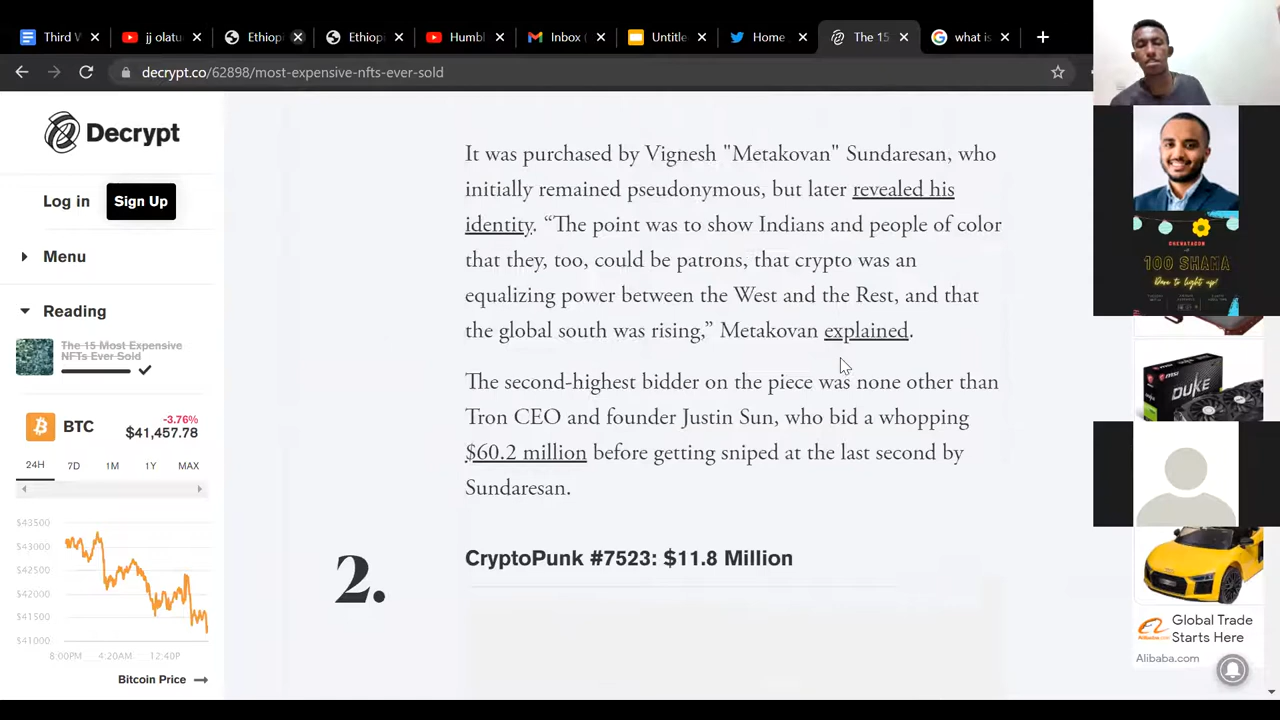 Third W
jj olatu
Ethiopi
Ethiopi
Humbl
Inbox (
Untitle
Home
The 15
what is
decrypt.co/62898/most-expensive-nfts-ever-sold
Decrypt
Log in
Sign Up
Menu
Reading
The 15 Most Expensive
NFTs Ever Sold
BTC
-3.76%
$41,457.78
24H 7D 1M 1Y MAX
$43500
$43000
$42500
$42000
$41500
$41000
8:00PM 4:20AM 12:40P
Bitcoin Price
It was purchased by Vignesh "Metakovan" Sundaresan, who
initially remained pseudonymous, but later revealed his
identity. “The point was to show Indians and people of color
that they, too, could be patrons, that crypto was an
equalizing power between the West and the Rest, and that
the global south was rising,” Metakovan explained.
The second-highest bidder on the piece was none other than
Tron CEO and founder Justin Sun, who bid a whopping
$60.2 million before getting sniped at the last second by
Sundaresan.
2.
CryptoPunk #7523: $11.8 Million
100 SHAMA
Dare to light up!
msi
DUKE
Global Trade
Starts Here
Alibaba.com